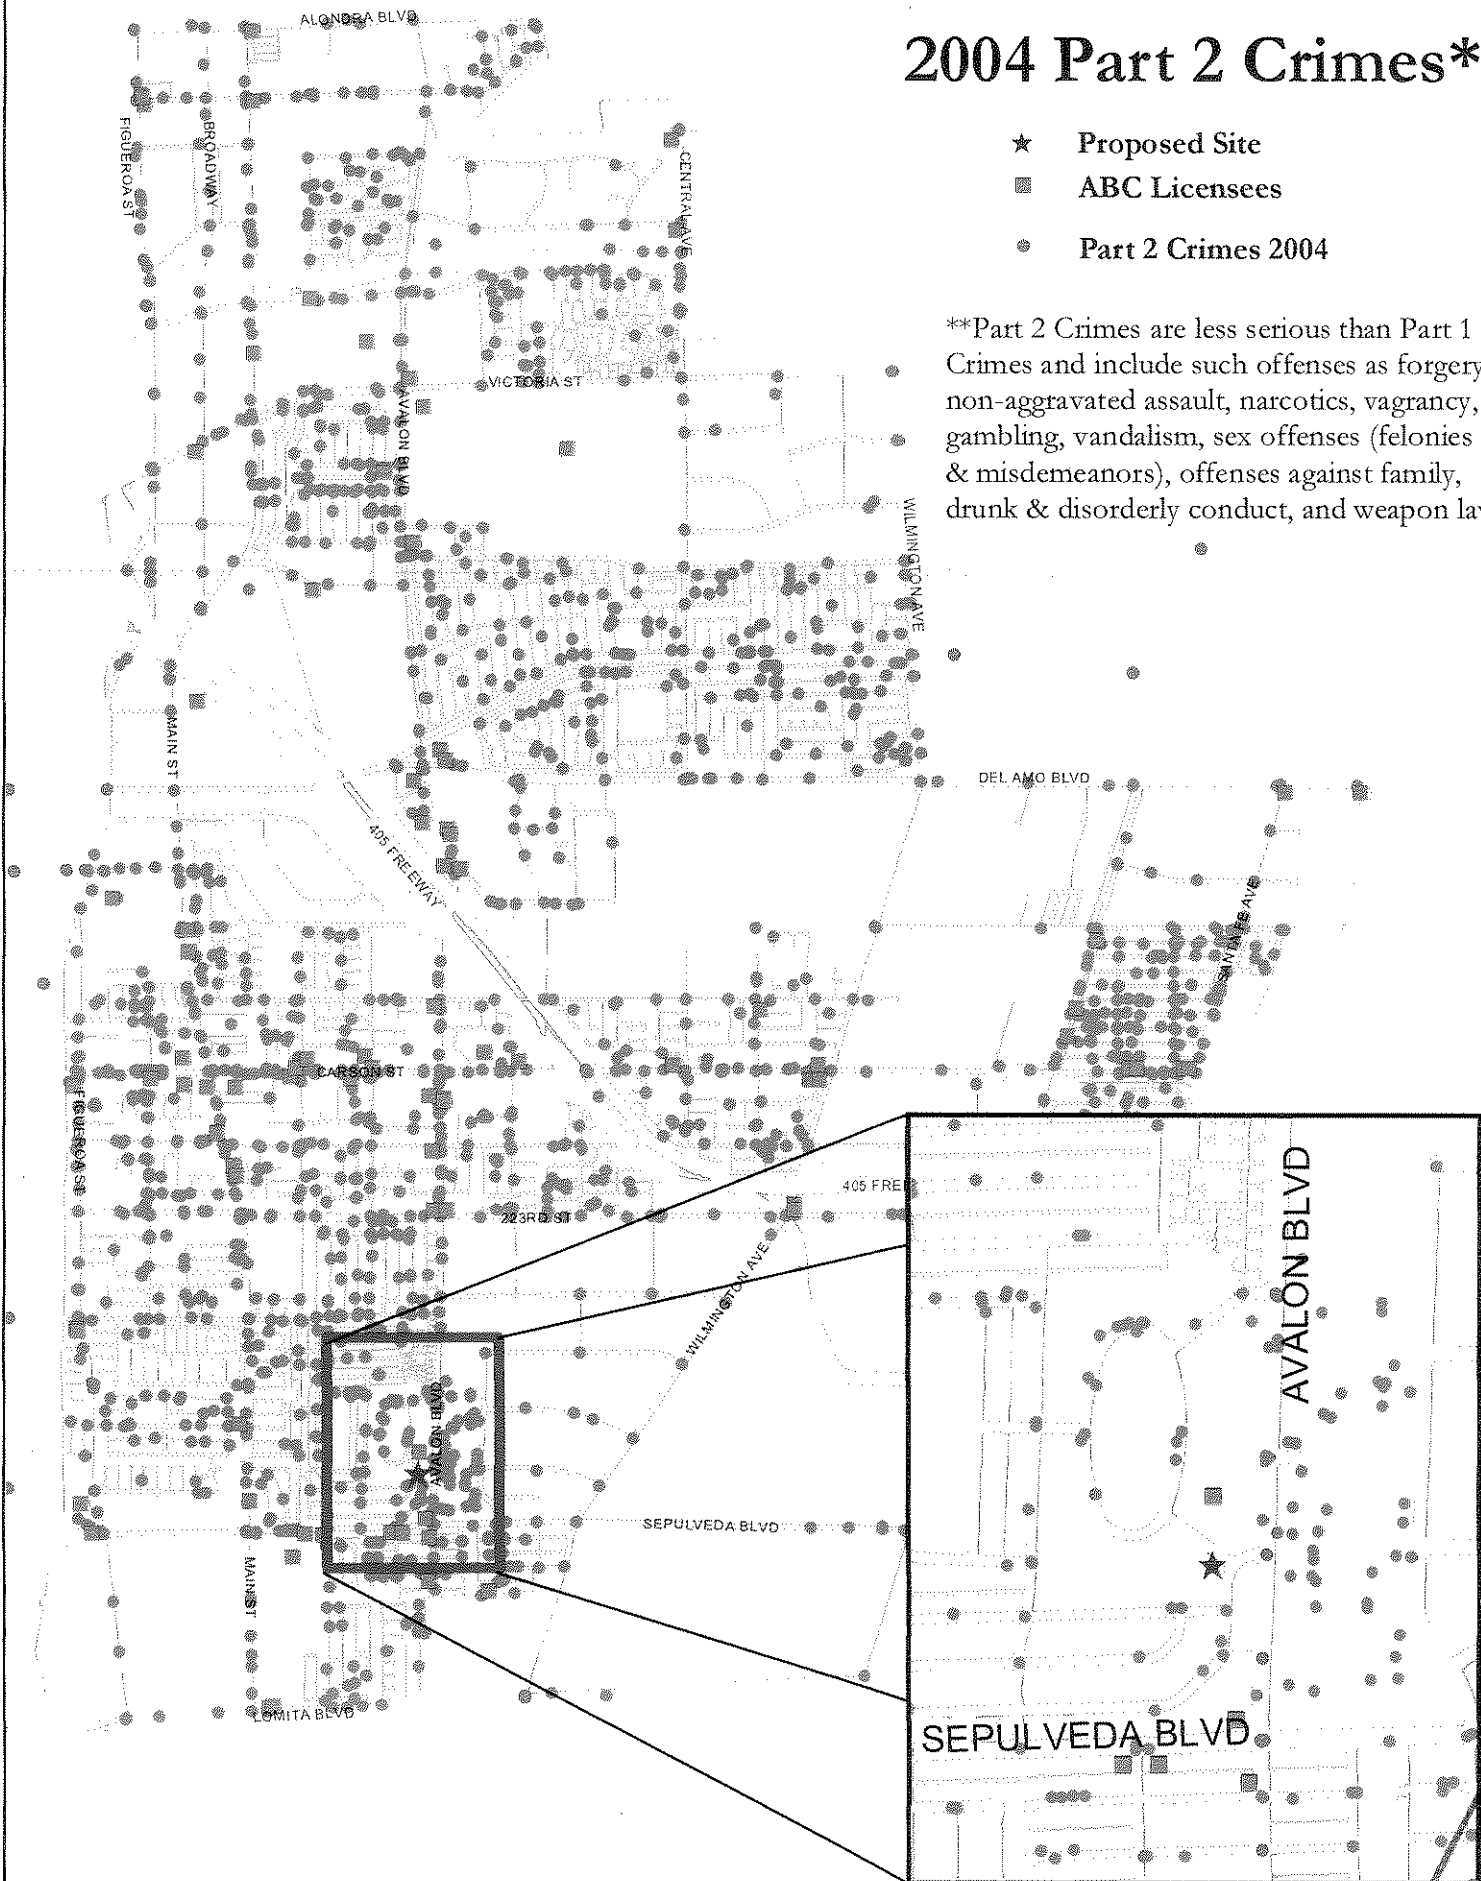 2004 Part 2 Crimes*
Proposed Site
ABC Licensees
Part 2 Crimes 2004
**Part 2 Crimes are less serious than Part 1
Crimes and include such offenses as forgery
non-aggravated assault, narcotics, vagrancy,
gambling, vandalism, sex offenses (felonies
& misdemeanors), offenses against family,
drunk & disorderly conduct, and weapon la
ALONDRA BLVD
FIGUEROA ST
BROADWAY
CENTRAL AVE
VICTORIA ST
AVALON BLVD
WILMINGTON AVE
MAIN ST
DEL AMO BLVD
405 FREEWAY
SANTA FE AVE
CARSON ST
FIGUEROA ST
405 FRE
223RD ST
WILMINGTON AVE
AVALON BLVD
SEPULVEDA BLVD
MAIN ST
LOMITA BLVD
AVALON BLVD
SEPULVEDA BLVD